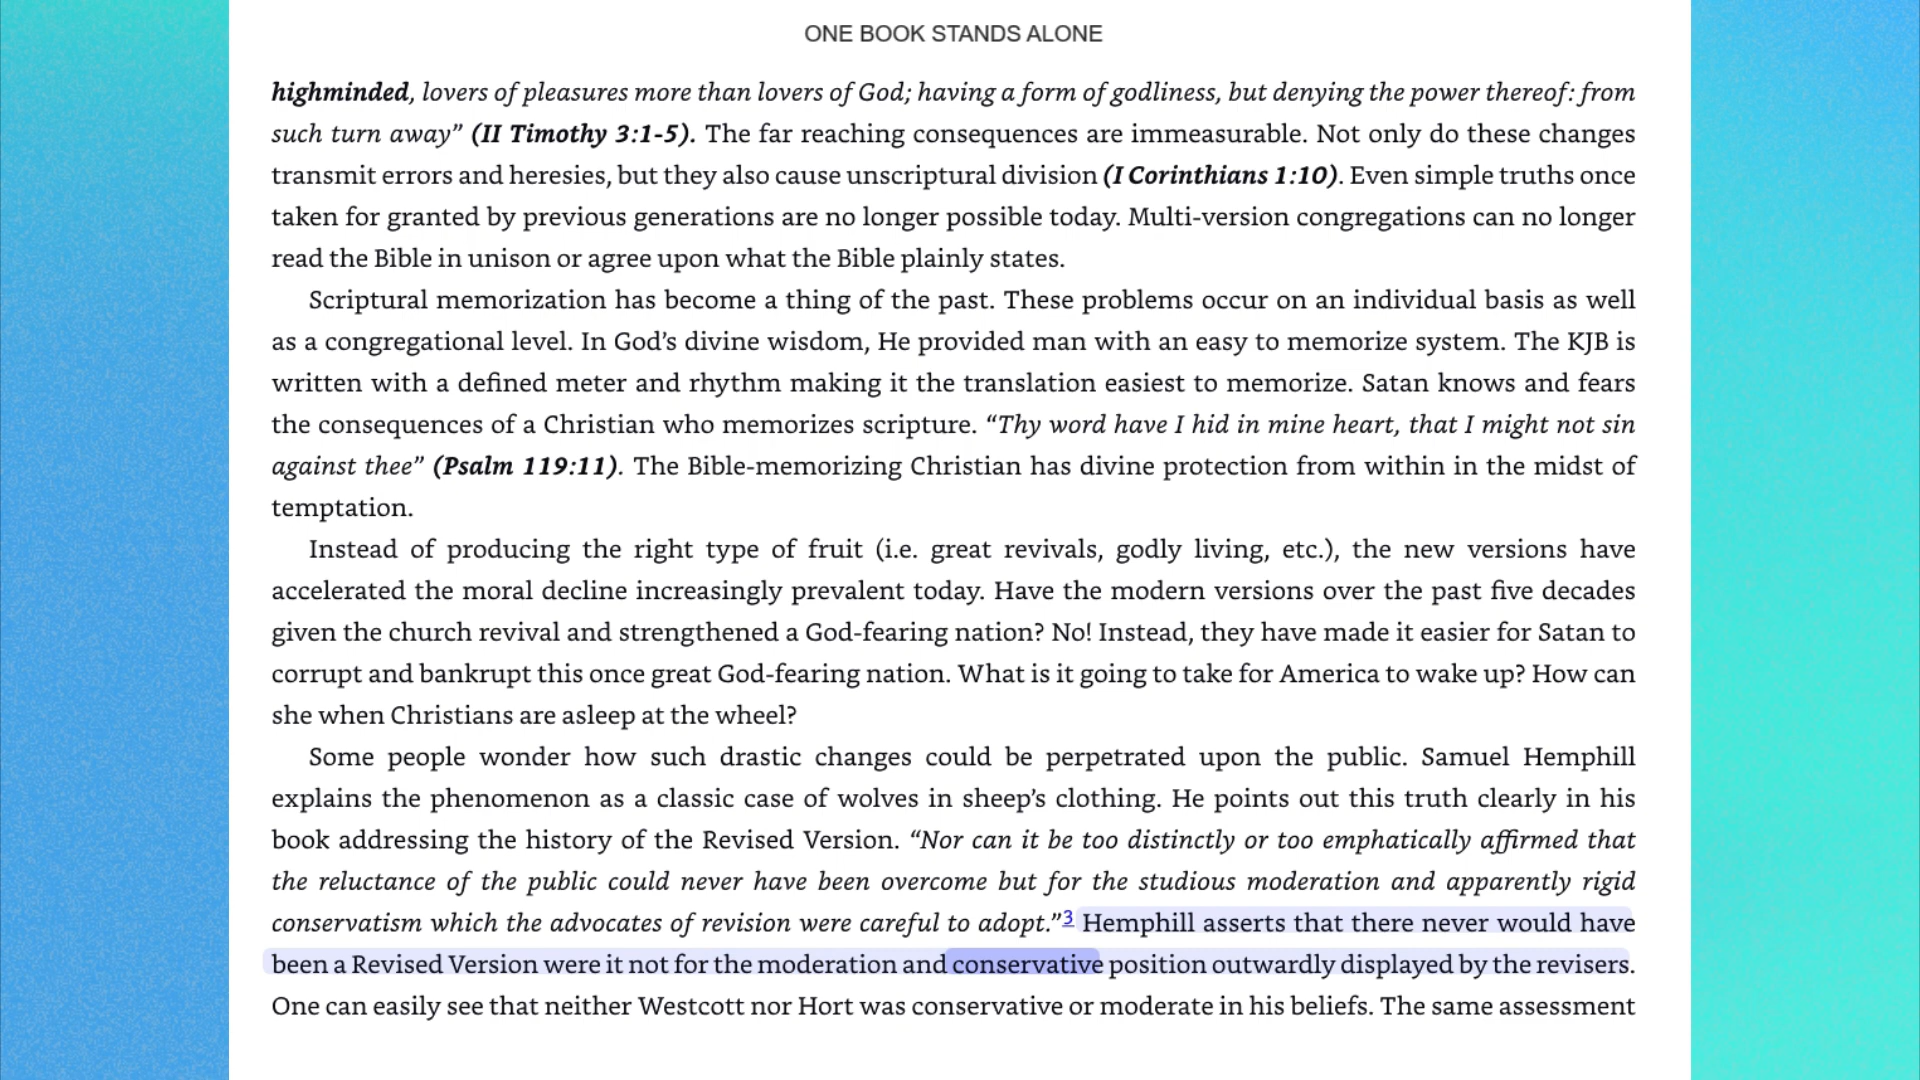 ONE BOOK STANDS ALONE
highminded, lovers of pleasures more than lovers of God; having a form of godliness, but denying the power thereof: from
such turn away” (II Timothy 3:1-5). The far reaching consequences are immeasurable. Not only do these changes
transmit errors and heresies, but they also cause unscriptural division (I Corinthians 1:10). Even simple truths once
taken for granted by previous generations are no longer possible today. Multi-version congregations can no longer
read the Bible in unison or agree upon what the Bible plainly states.
Scriptural memorization has become a thing of the past. These problems occur on an individual basis as well
as a congregational level. In God’s divine wisdom, He provided man with an easy to memorize system. The KJB is
written with a defined meter and rhythm making it the translation easiest to memorize. Satan knows and fears
the consequences of a Christian who memorizes scripture. “Thy word have I hid in mine heart, that I might not sin
against thee” (Psalm 119:11). The Bible-memorizing Christian has divine protection from within in the midst of
temptation.
Instead of producing the right type of fruit (i.e. great revivals, godly living, etc.), the new versions have
accelerated the moral decline increasingly prevalent today. Have the modern versions over the past five decades
given the church revival and strengthened a God-fearing nation? No! Instead, they have made it easier for Satan to
corrupt and bankrupt this once great God-fearing nation. What is it going to take for America to wake up? How can
she when Christians are asleep at the wheel?
Some people wonder how such drastic changes could be perpetrated upon the public. Samuel Hemphill
explains the phenomenon as a classic case of wolves in sheep’s clothing. He points out this truth clearly in his
book addressing the history of the Revised Version. “Nor can it be too distinctly or too emphatically affirmed that
the reluctance of the public could never have been overcome but for the studious moderation and apparently rigid
conservatism which the advocates of revision were careful to adopt.”3 Hemphill asserts that there never would have
been a Revised Version were it not for the moderation and conservative position outwardly displayed by the revisers.
One can easily see that neither Westcott nor Hort was conservative or moderate in his beliefs. The same assessment